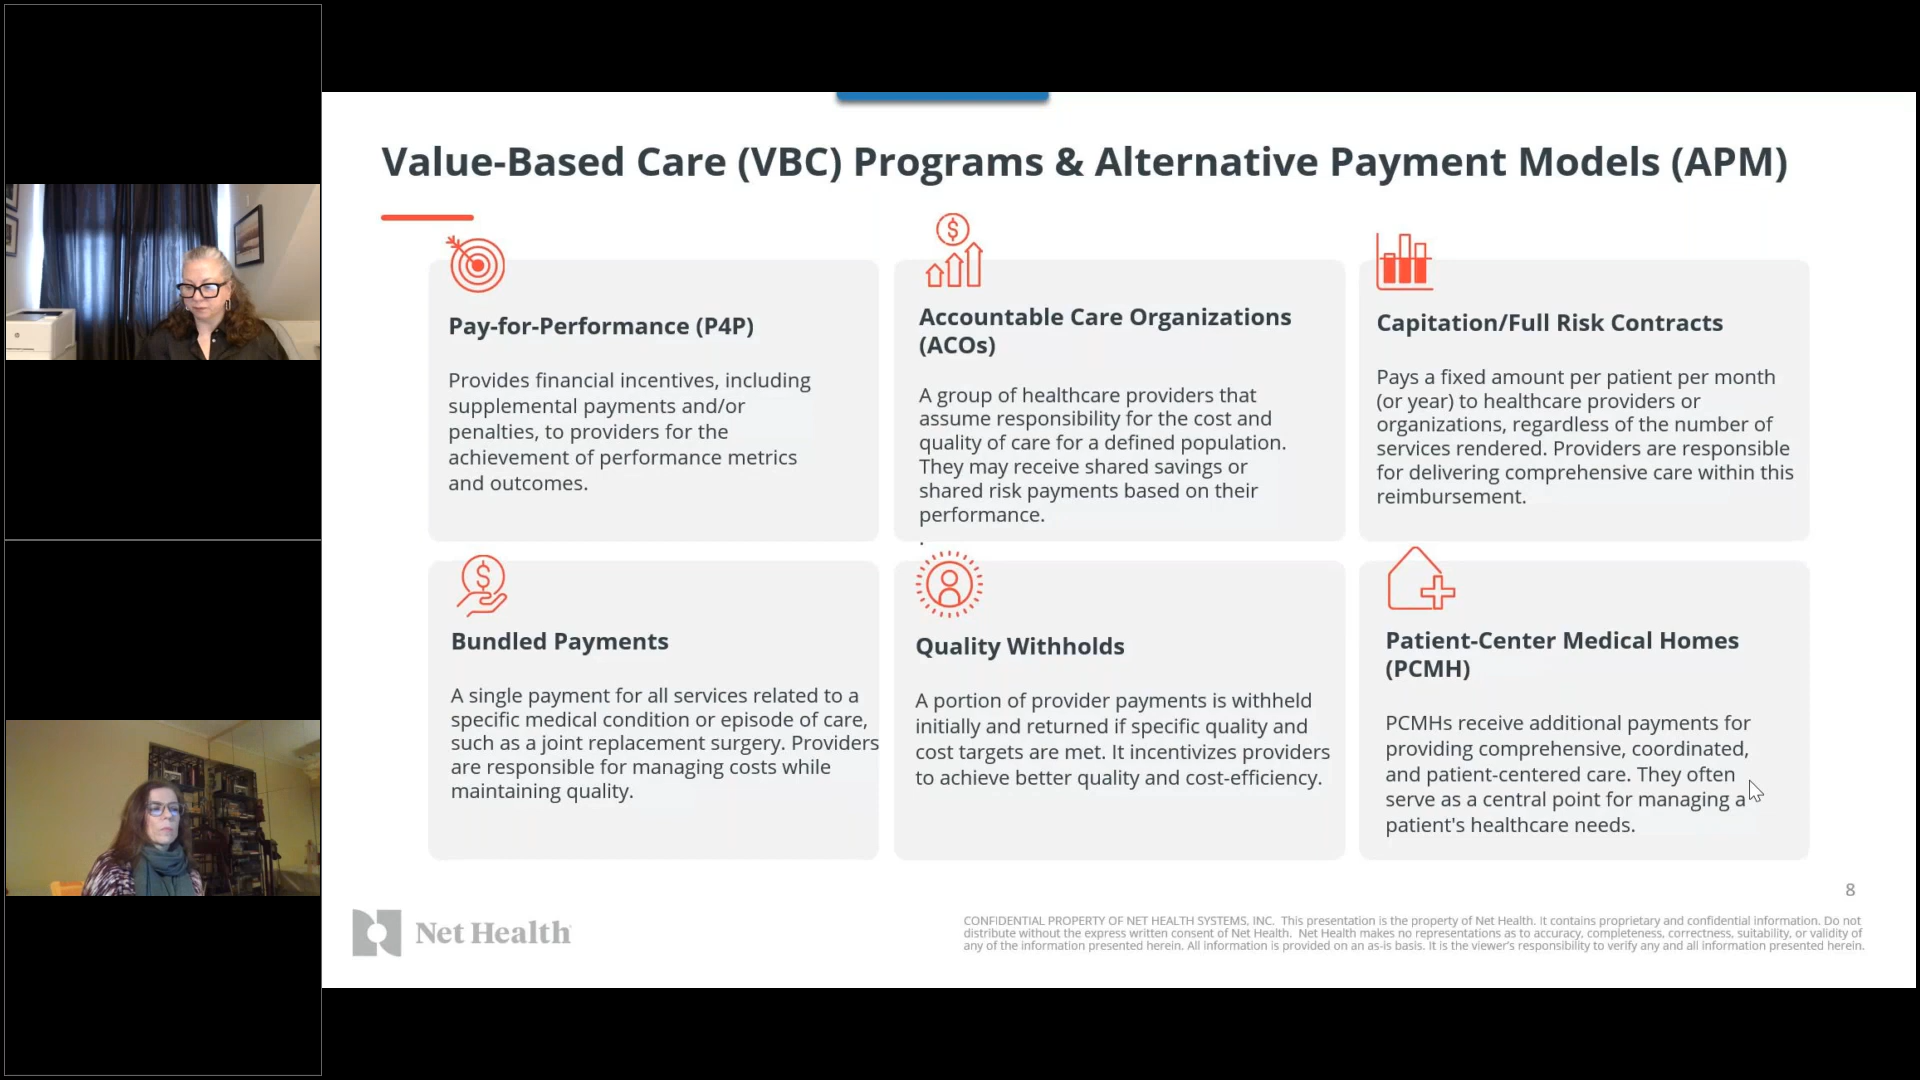 Value-Based Care (VBC) Programs & Alternative Payment Models (APM)
Pay-for-Performance (P4P)
Provides financial incentives, including
supplemental payments and/or
penalties, to providers for the
achievement of performance metrics
and outcomes.
Accountable Care Organizations
(ACOs)
A group of healthcare providers that
assume responsibility for the cost and
quality of care for a defined population.
They may receive shared savings or
shared risk payments based on their
performance.
.
Capitation/Full Risk Contracts
Pays a fixed amount per patient per month
(or year) to healthcare providers or
organizations, regardless of the number of
services rendered. Providers are responsible
for delivering comprehensive care within this
reimbursement.
Bundled Payments
A single payment for all services related to a
specific medical condition or episode of care,
such as a joint replacement surgery. Providers
are responsible for managing costs while
maintaining quality.
Quality Withholds
A portion of provider payments is withheld
initially and returned if specific quality and
cost targets are met. It incentivizes providers
to achieve better quality and cost-efficiency.
Patient-Center Medical Homes
(PCMH)
PCMHs receive additional payments for
providing comprehensive, coordinated,
and patient-centered care. They often
serve as a central point for managing a
patient's healthcare needs.
8
Net Health
CONFIDENTIAL PROPERTY OF NET HEALTH SYSTEMS, INC. This presentation is the property of Net Health. It contains proprietary and confidential information. Do not
distribute without the express written consent of Net Health. Net Health makes no representations as to accuracy, completeness, correctness, suitability, or validity of
any of the information presented herein. All information is provided on an as-is basis. It is the viewer's responsibility to verify any and all information presented herein.